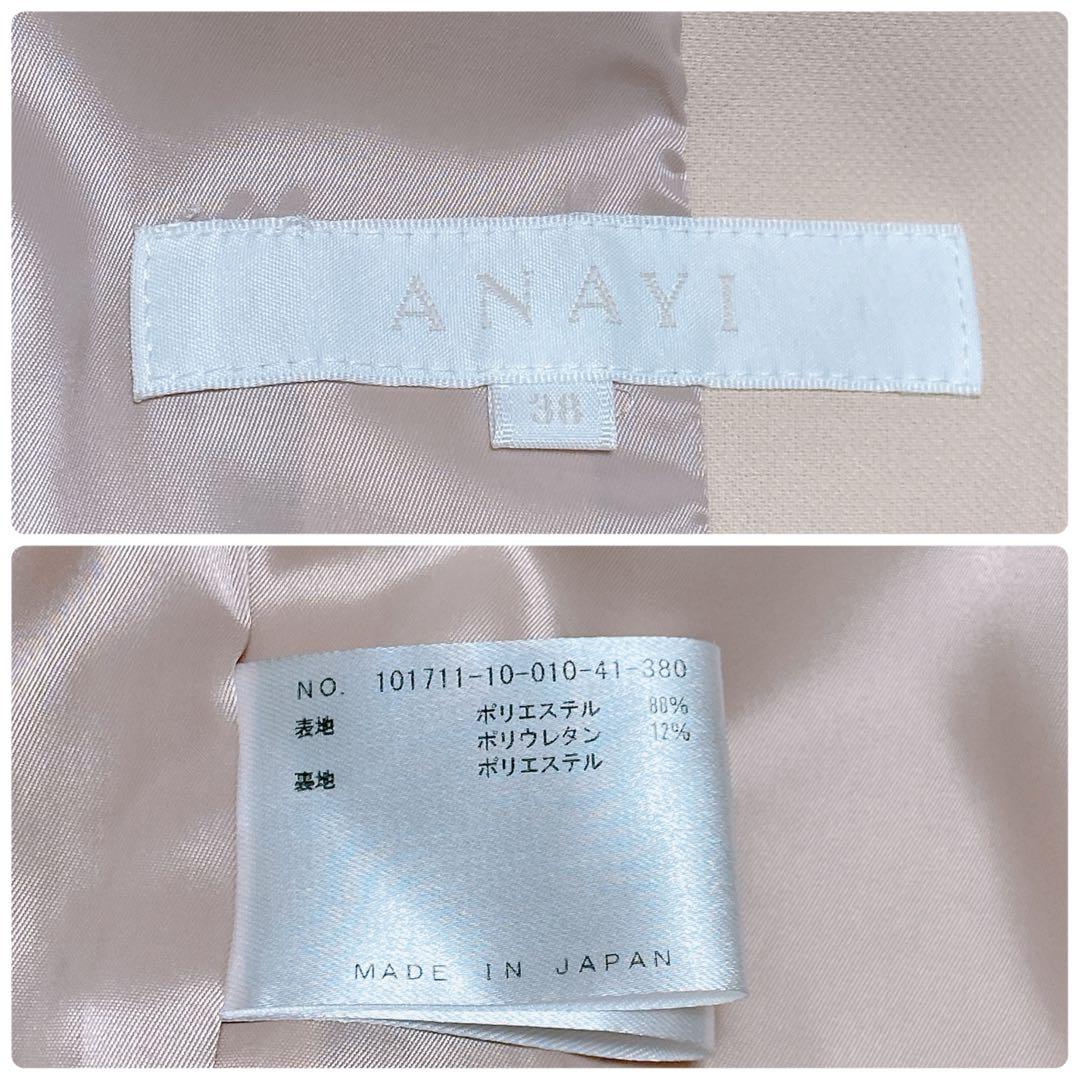 ANAYI
38
NO. 101711-10-010-41-380
表地 ポリエステル 88%
ポリウレタン 12%
裏地 ポリエステル
MADE IN JAPAN